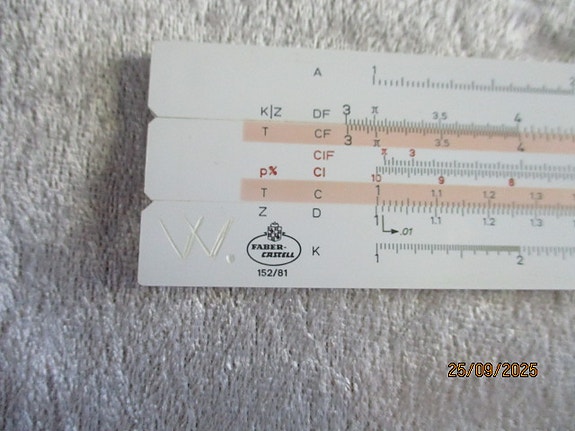 A 1 2
K|Z DF 3 π 3,5 4
T CF 3 π 3,5 4
CIF π 3
p% CI 10 9 8
T C 1 1,1 1,2 1,3
Z D 1 1,1 1,2 1,3
→.01
W.
FABER-
CASTELL
152/81
K 1 2
25/09/2025